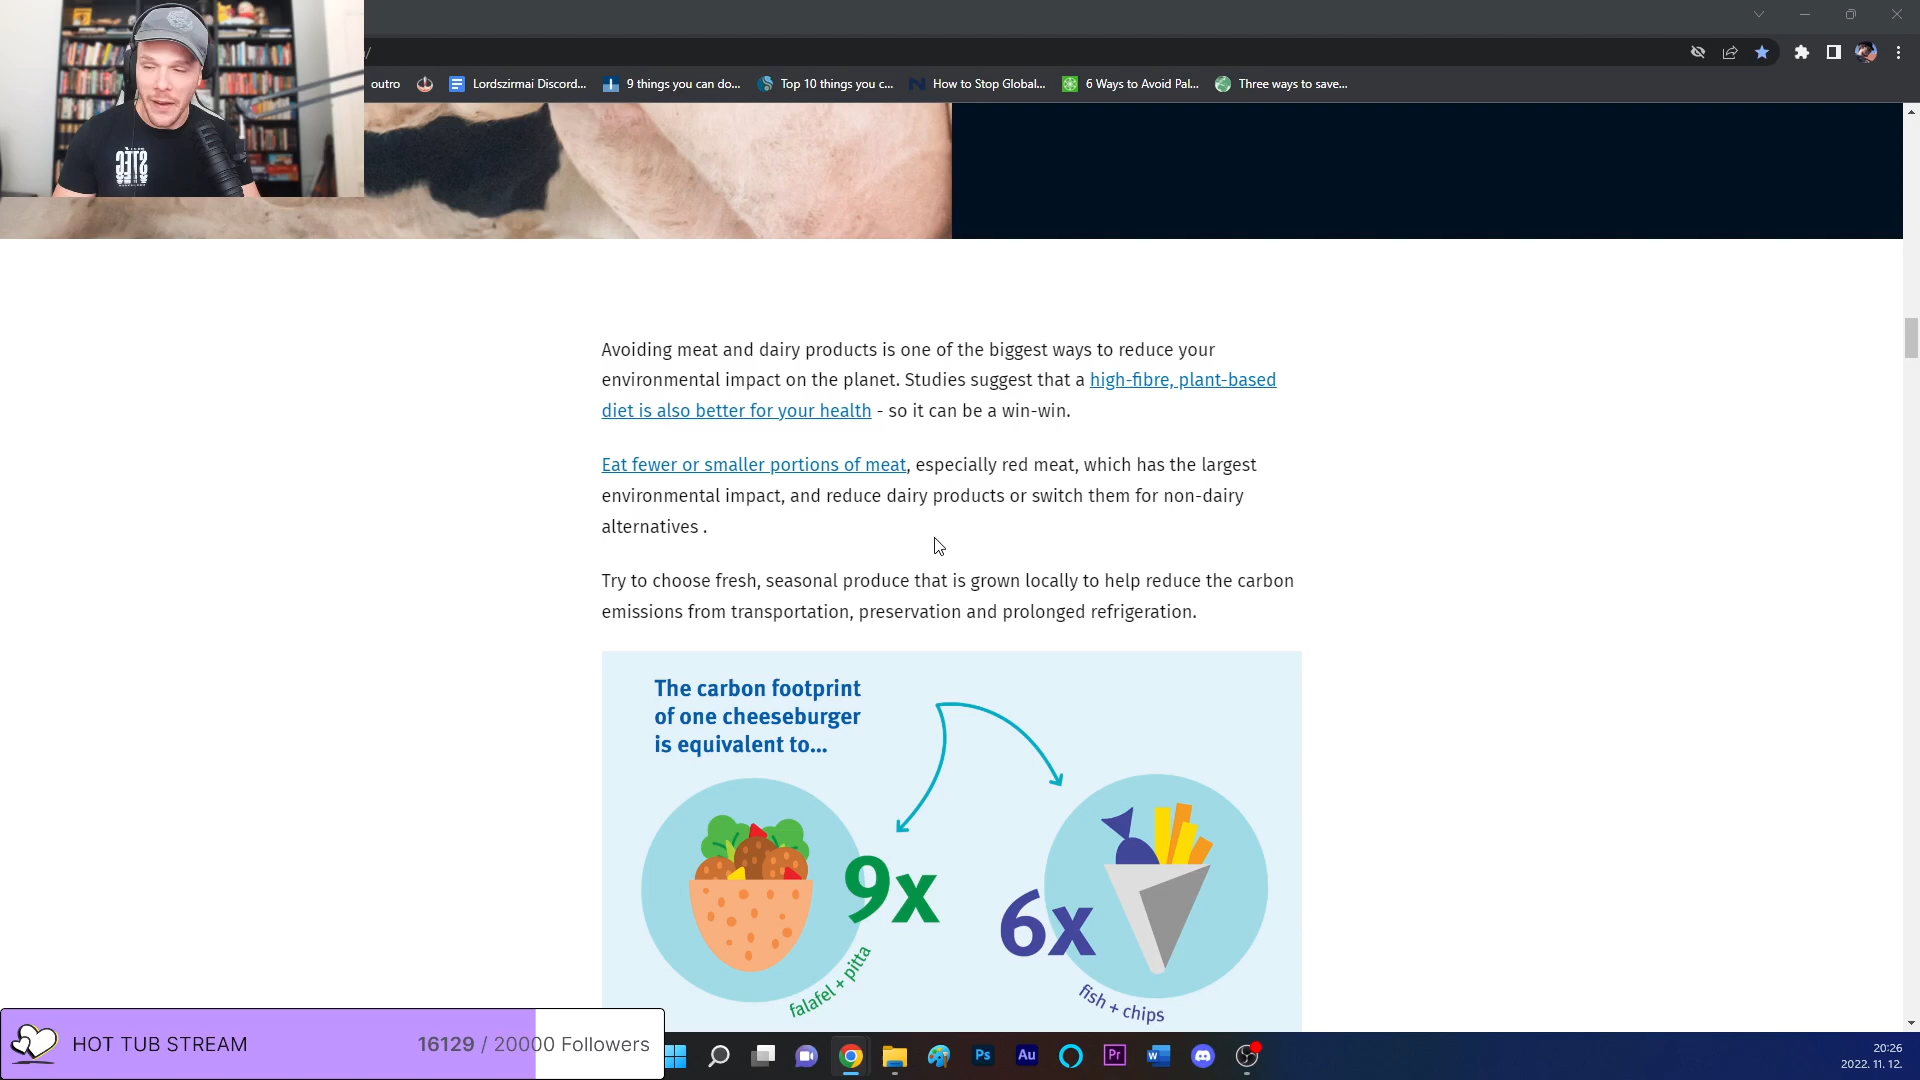 /
outro
Lordszirmai Discord...
9 things you can do...
Top 10 things you c...
How to Stop Global...
6 Ways to Avoid Pal...
Three ways to save...
Avoiding meat and dairy products is one of the biggest ways to reduce your
environmental impact on the planet. Studies suggest that a high-fibre, plant-based
diet is also better for your health - so it can be a win-win.
Eat fewer or smaller portions of meat, especially red meat, which has the largest
environmental impact, and reduce dairy products or switch them for non-dairy
alternatives .
Try to choose fresh, seasonal produce that is grown locally to help reduce the carbon
emissions from transportation, preservation and prolonged refrigeration.
The carbon footprint
of one cheeseburger
is equivalent to...
9x
falafel + pitta
6x
fish + chips
HOT TUB STREAM
16129 / 20000 Followers
Ps
Au
Pr
W
20:26
2022. 11. 12.